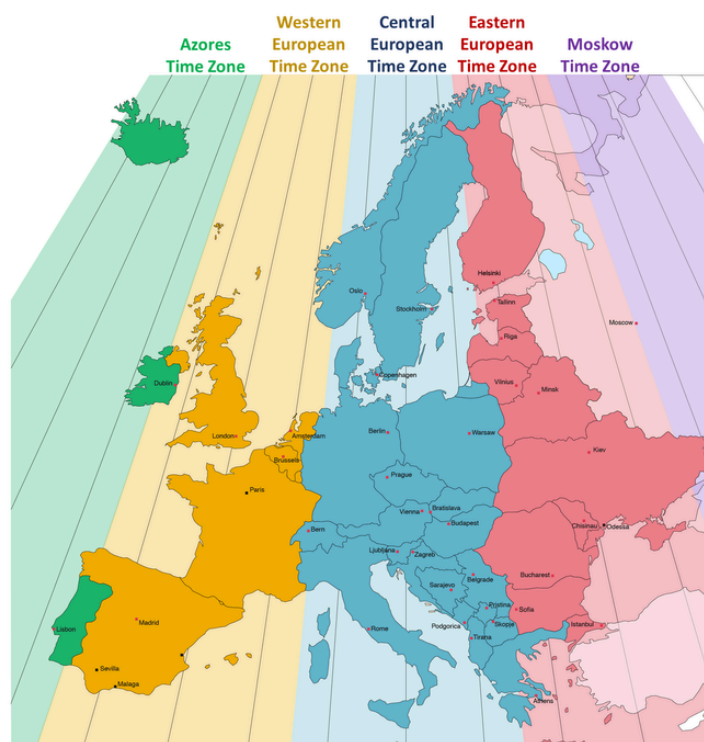 Azores
Time Zone
Western
European
Time Zone
Central
European
Time Zone
Eastern
European
Time Zone
Moskow
Time Zone
Helsinki
Oslo
Tallinn
Stockholm
Moscow
Riga
Copenhagen
Vilnius
Dublin
Minsk
London
Amsterdam
Berlin
Warsaw
Kiev
Brussels
Prague
Paris
Vienna
Bratislava
Budapest
Chisinau
Odessa
Bern
Ljubljana
Zagreb
Belgrade
Bucharest
Sarajevo
Pristina
Sofia
Madrid
Podgorica
Skopje
Istanbul
Lisbon
Rome
Tirana
Sevilla
Malaga
Athens